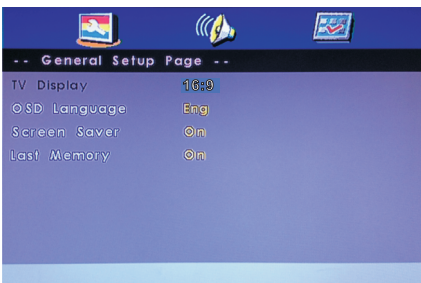 -- General Setup Page --
TV Display 16:9
OSD Language Eng
Screen Saver On
Last Memory On